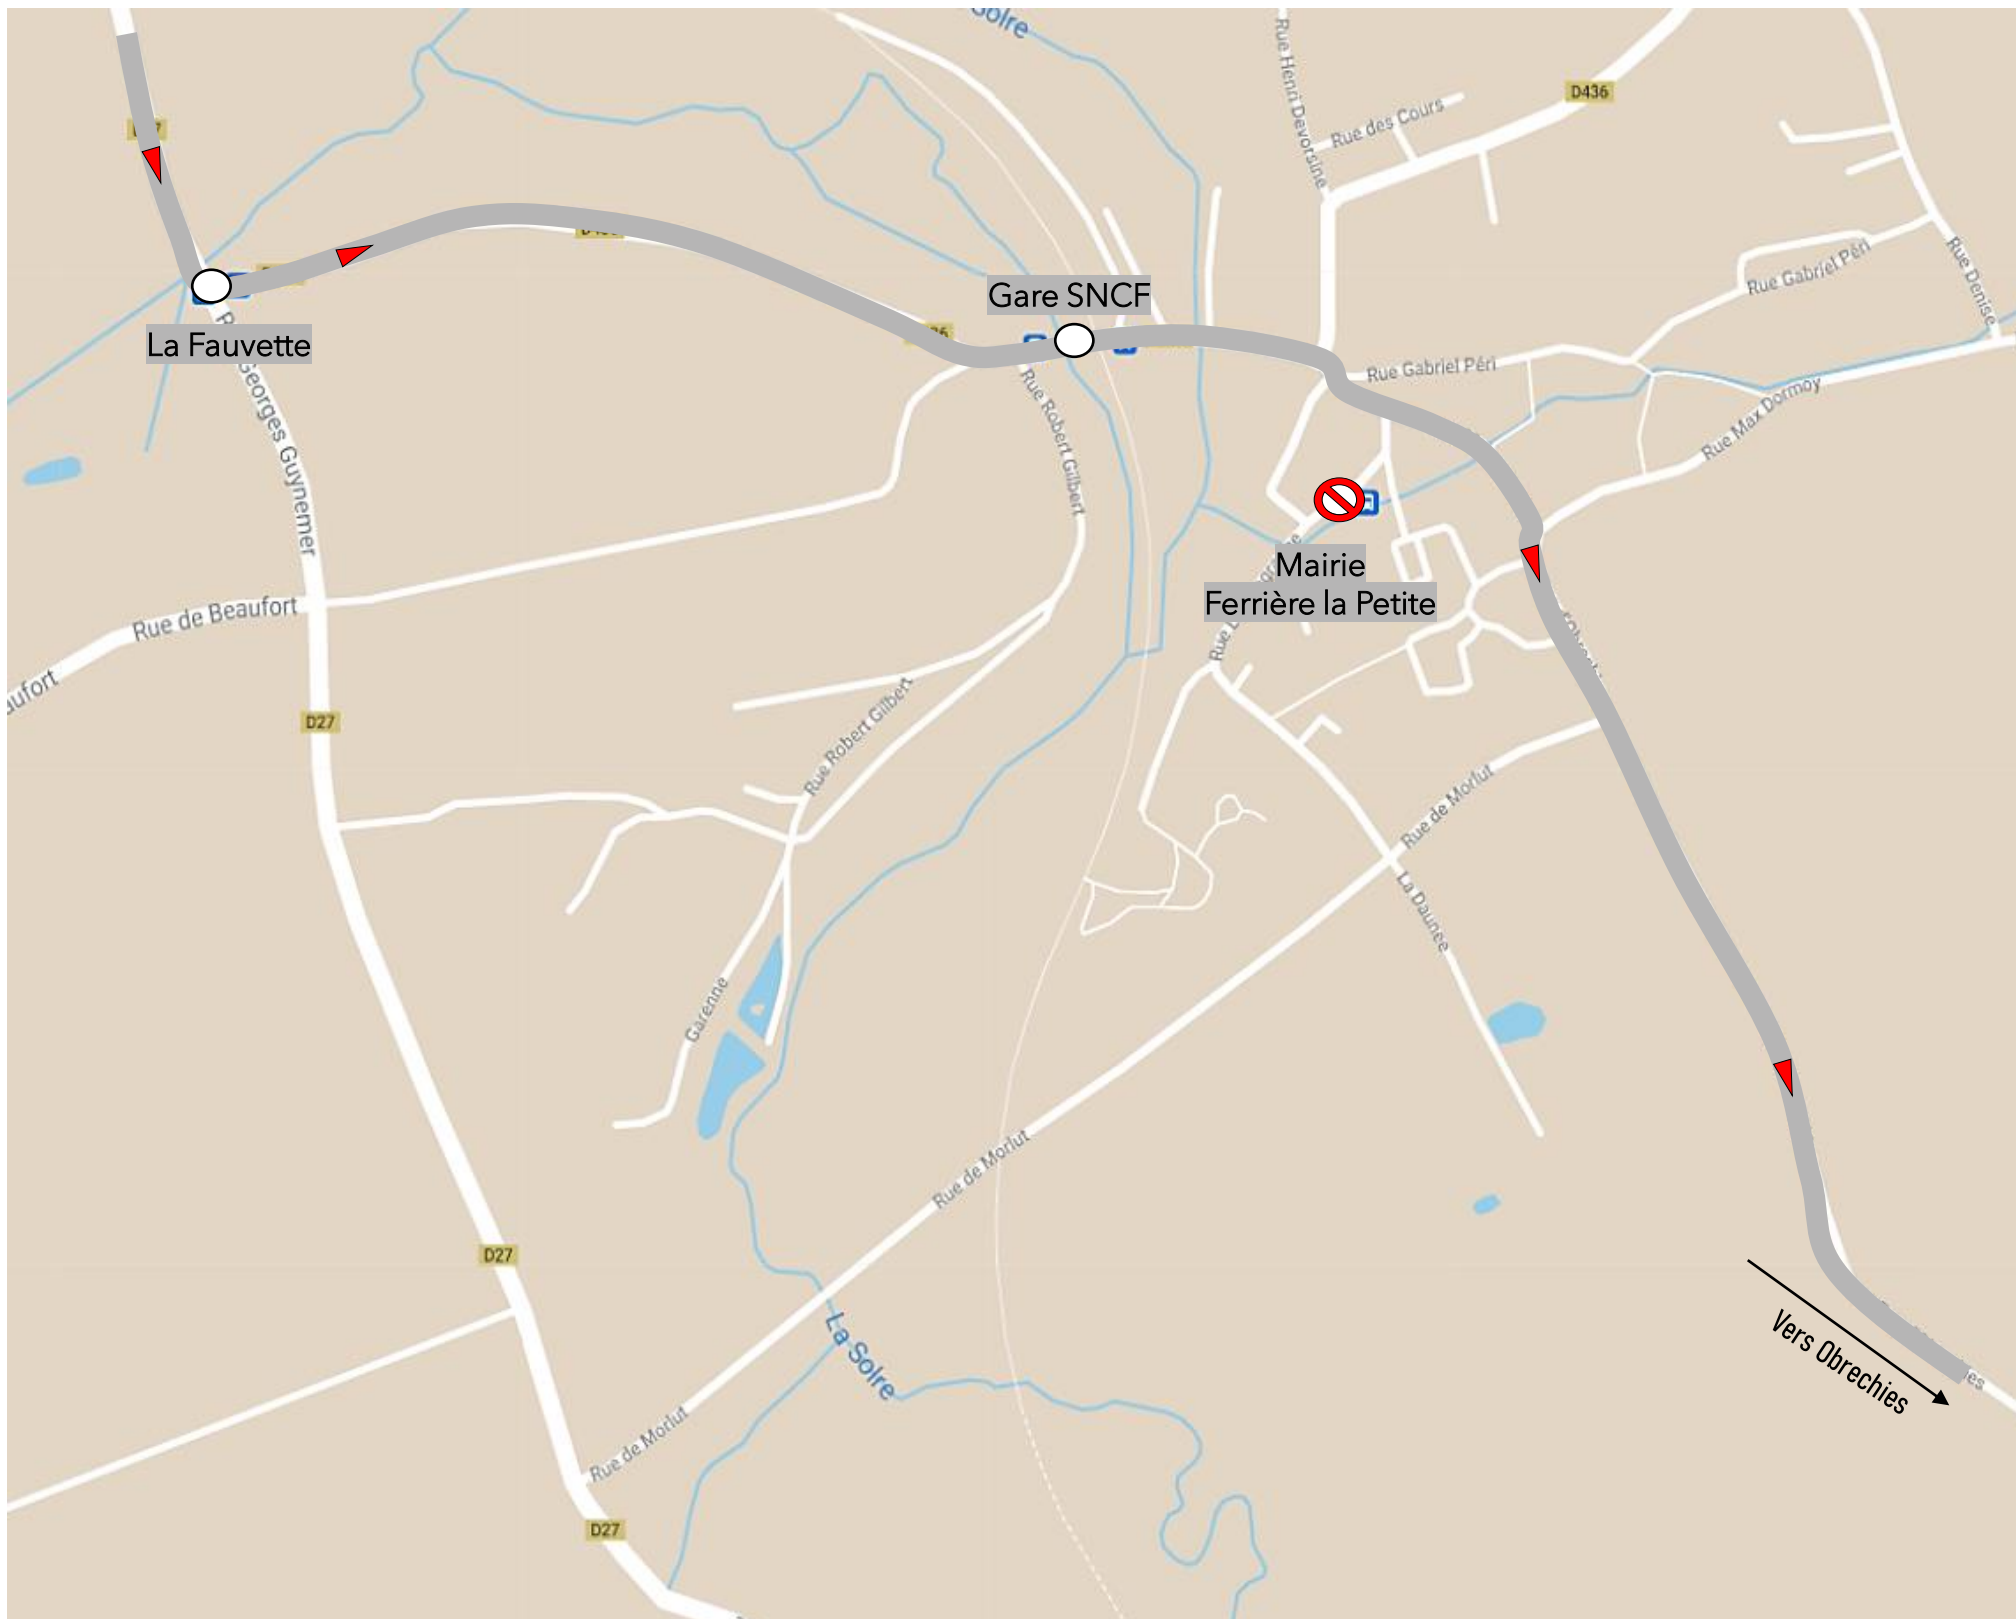 Solre
Rue Henri Devorsine
D436
Rue des Cours
Rue Gabriel Péri
Rue Denise
Gare SNCF
La Fauvette
Rue Gabriel Péri
Rue Max Dormoy
Georges Guynemer
Rue Robert Gilbert
Mairie
Ferrière la Petite
Rue de Beaufort
aufort
D27
Rue Robert Gilbert
Rue de Morlut
La Daunée
Garenne
Rue de Morlut
D27
La Solre
Vers Obrechies
es
Rue de Morlut
D27